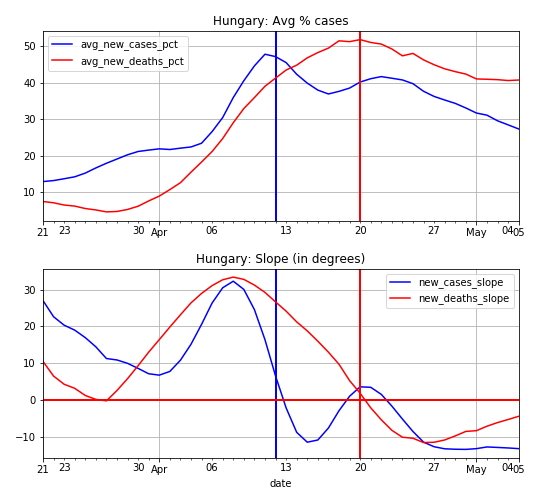 Hungary: Avg % cases
50
40
30
20
10
avg_new_cases_pct
avg_new_deaths_pct
21 23 30 Apr 06 13 20 27 May 04 05
Hungary: Slope (in degrees)
30
20
10
0
−10
new_cases_slope
new_deaths_slope
21 23 30 Apr 06 13 20 27 May 04 05
date